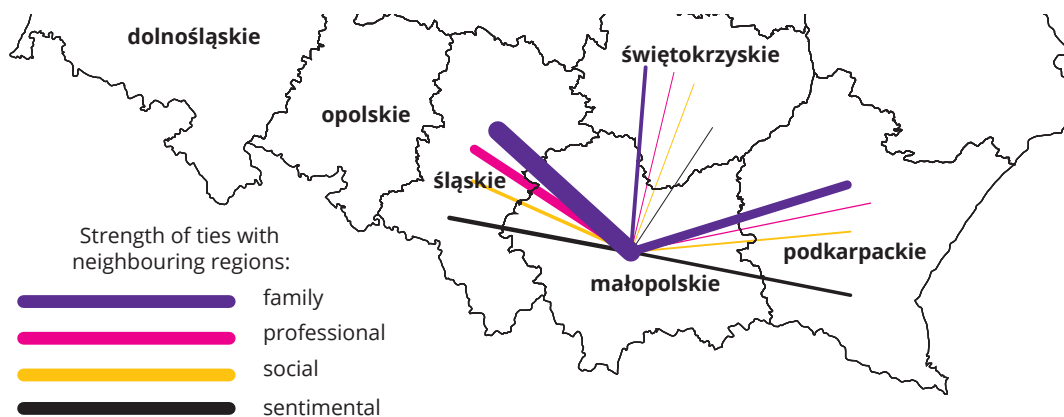 dolnośląskie
świętokrzyskie
opolskie
śląskie
podkarpackie
małopolskie
Strength of ties with
neighbouring regions:
family
professional
social
sentimental